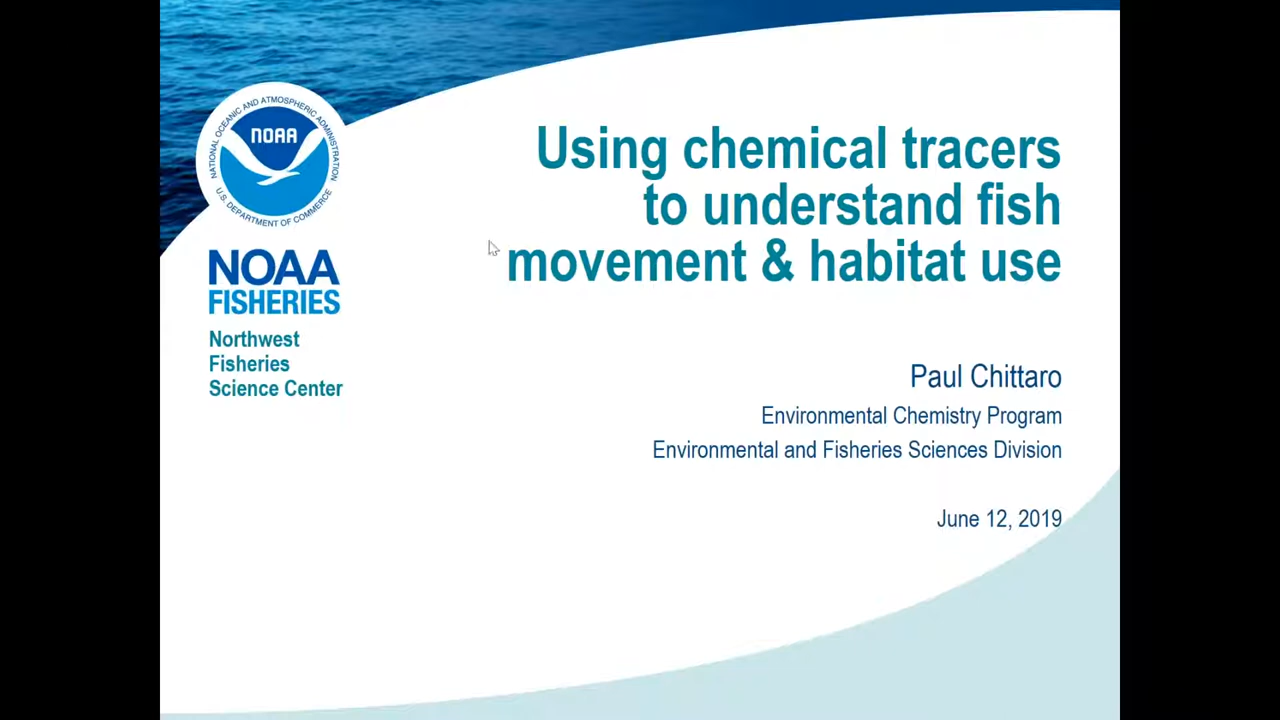 NATIONAL OCEANIC AND ATMOSPHERIC ADMINISTRATION
NOAA
U.S. DEPARTMENT OF COMMERCE
NOAA
FISHERIES
Northwest
Fisheries
Science Center
Using chemical tracers
to understand fish
movement & habitat use
Paul Chittaro
Environmental Chemistry Program
Environmental and Fisheries Sciences Division
June 12, 2019